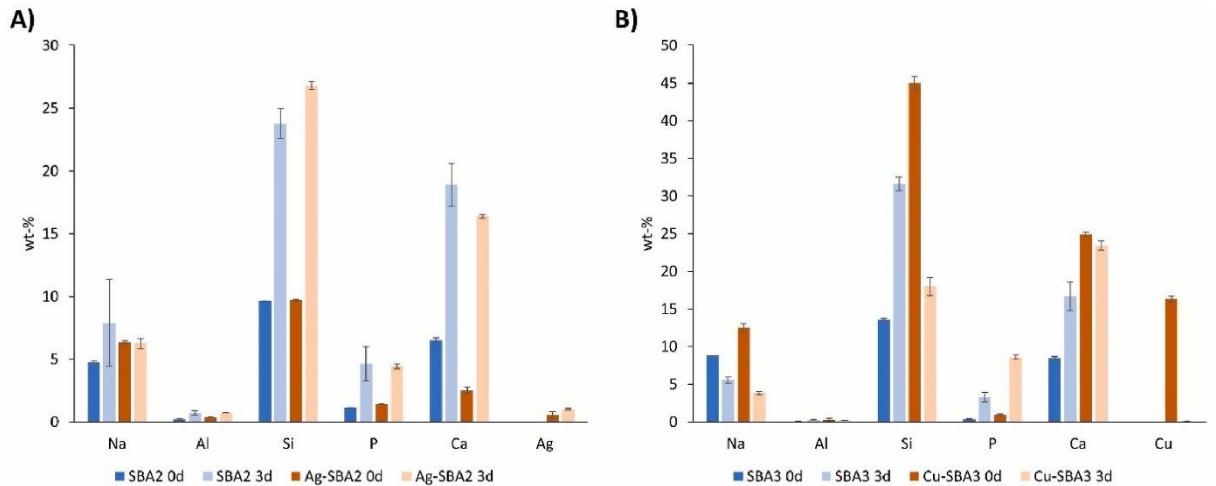 A)
30
25
20
15
10
5
0
wt-%
Na Al Si P Ca Ag
SBA2 0d SBA2 3d Ag-SBA2 0d Ag-SBA2 3d
B)
50
45
40
35
30
25
20
15
10
5
0
wt-%
Na Al Si P Ca Cu
SBA3 0d SBA3 3d Cu-SBA3 0d Cu-SBA3 3d